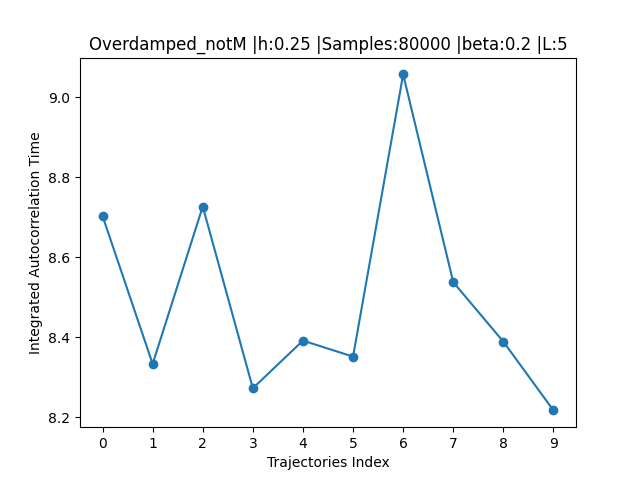 Overdamped_notM |h:0.25 |Samples:80000 |beta:0.2 |L:5
Integrated Autocorrelation Time
9.0
8.8
8.6
8.4
8.2
0 1 2 3 4 5 6 7 8 9
Trajectories Index